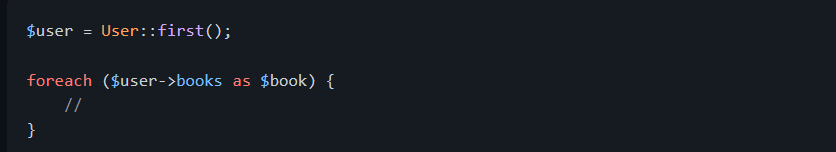 $user = User::first();
foreach ($user->books as $book) {
    //
}